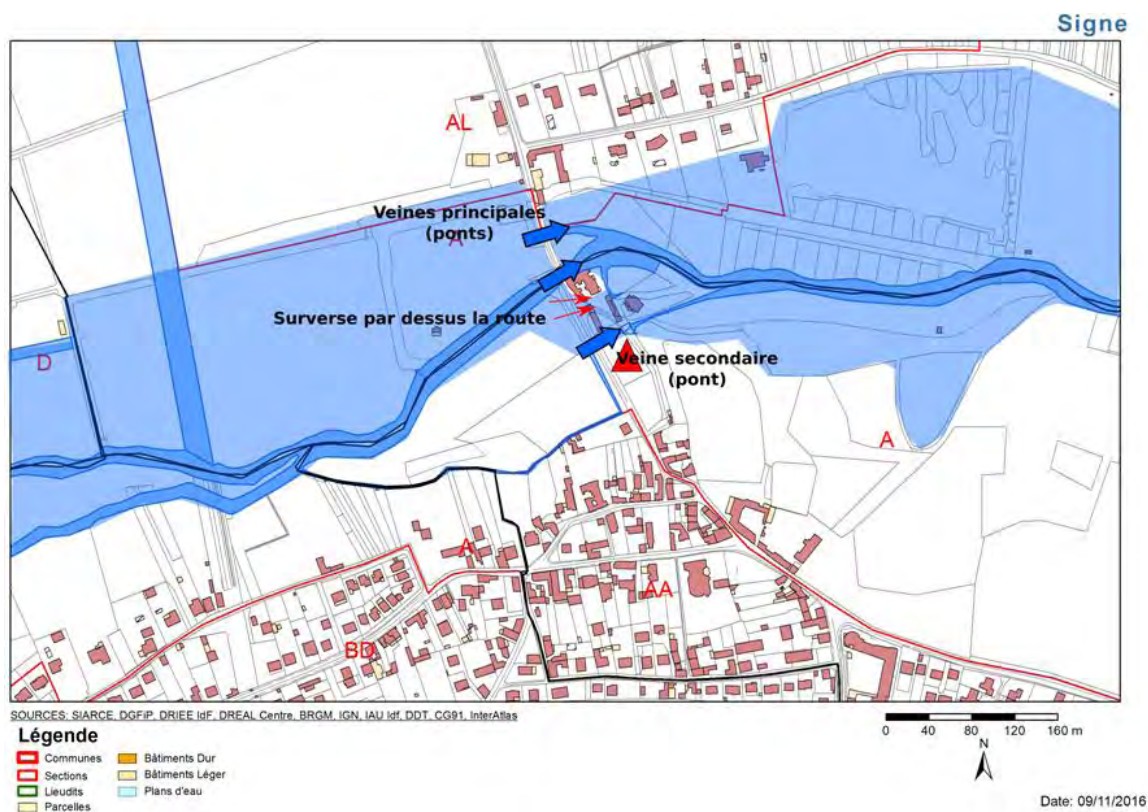 Signe
AL
Veines principales
(ponts)
A
Surverse par dessus la route
Veine secondaire
(pont)
D
A
A
AA
BD
SOURCES: SIARCE, DGFiP, DRIEE IdF, DREAL Centre, BRGM, IGN, IAU Idf, DDT, CG91, InterAtlas
0 40 80 120 160 m
N
Légende
Communes
Sections
Lieudits
Parcelles
Bâtiments Dur
Bâtiments Léger
Plans d'eau
Date: 09/11/2016